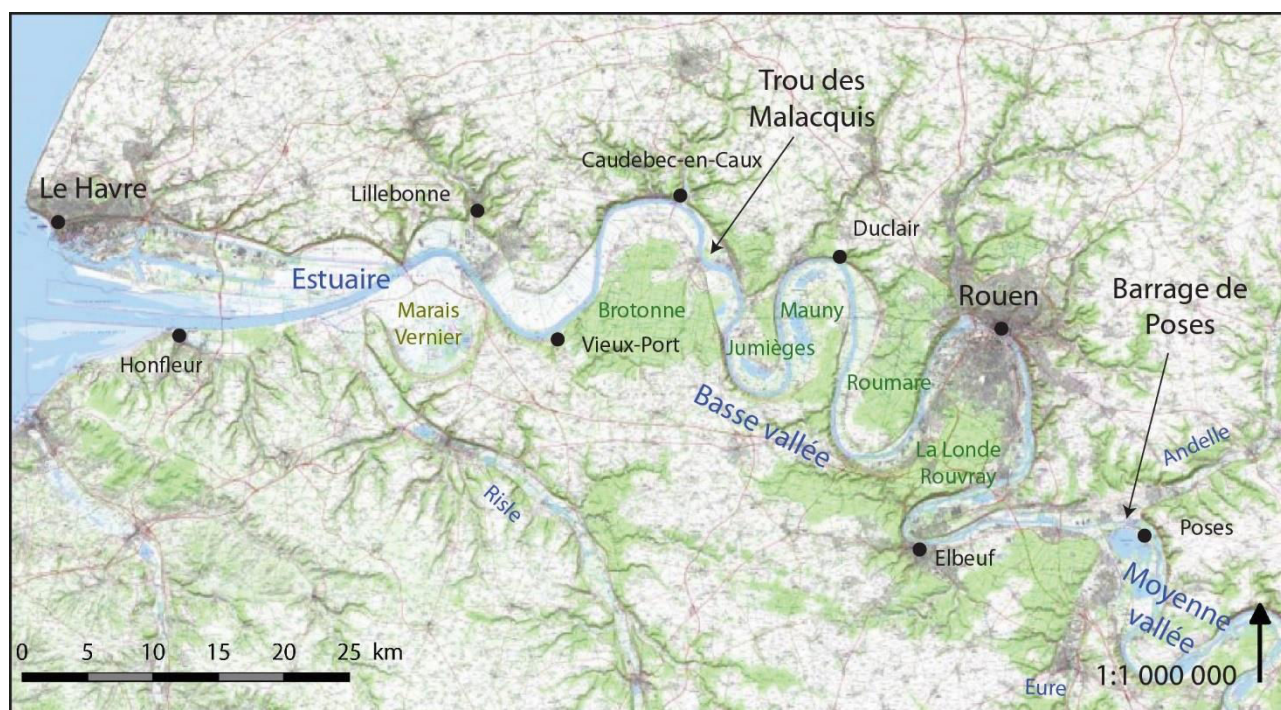 Trou des
Malacquis
Caudebec-en-Caux
Le Havre
Lillebonne
Duclair
Estuaire
Rouen
Barrage de
Poses
Marais
Vernier
Brotonne
Mauny
Honfleur
Vieux-Port
Jumièges
Roumare
Basse vallée
La Londe
Rouvray
Andelle
Risle
Poses
Elbeuf
Moyenne
vallée
0 5 10 15 20 25 km
Eure
1:1 000 000